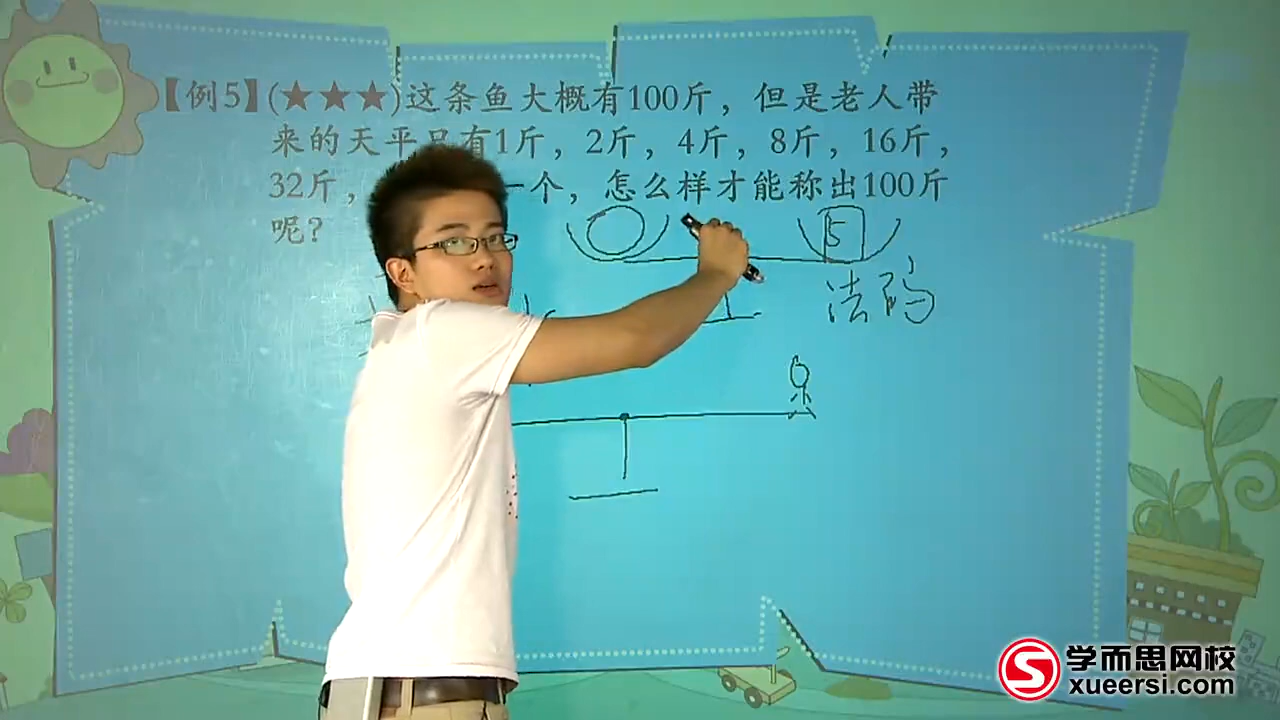 【例5】(★★★)这条鱼大概有100斤，但是老人带
来的天平只有1斤，2斤，4斤，8斤，16斤，
32斤，一个，怎么样才能称出100斤
呢？
5
法码
学而思网校
xueersi.com